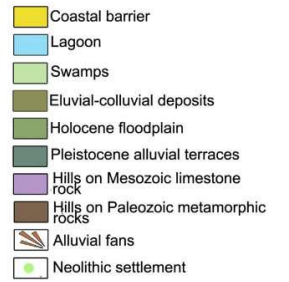 Coastal barrier
Lagoon
Swamps
Eluvial-colluvial deposits
Holocene floodplain
Pleistocene alluvial terraces
Hills on Mesozoic limestone
rock
Hills on Paleozoic metamorphic
rocks
Alluvial fans
Neolithic settlement